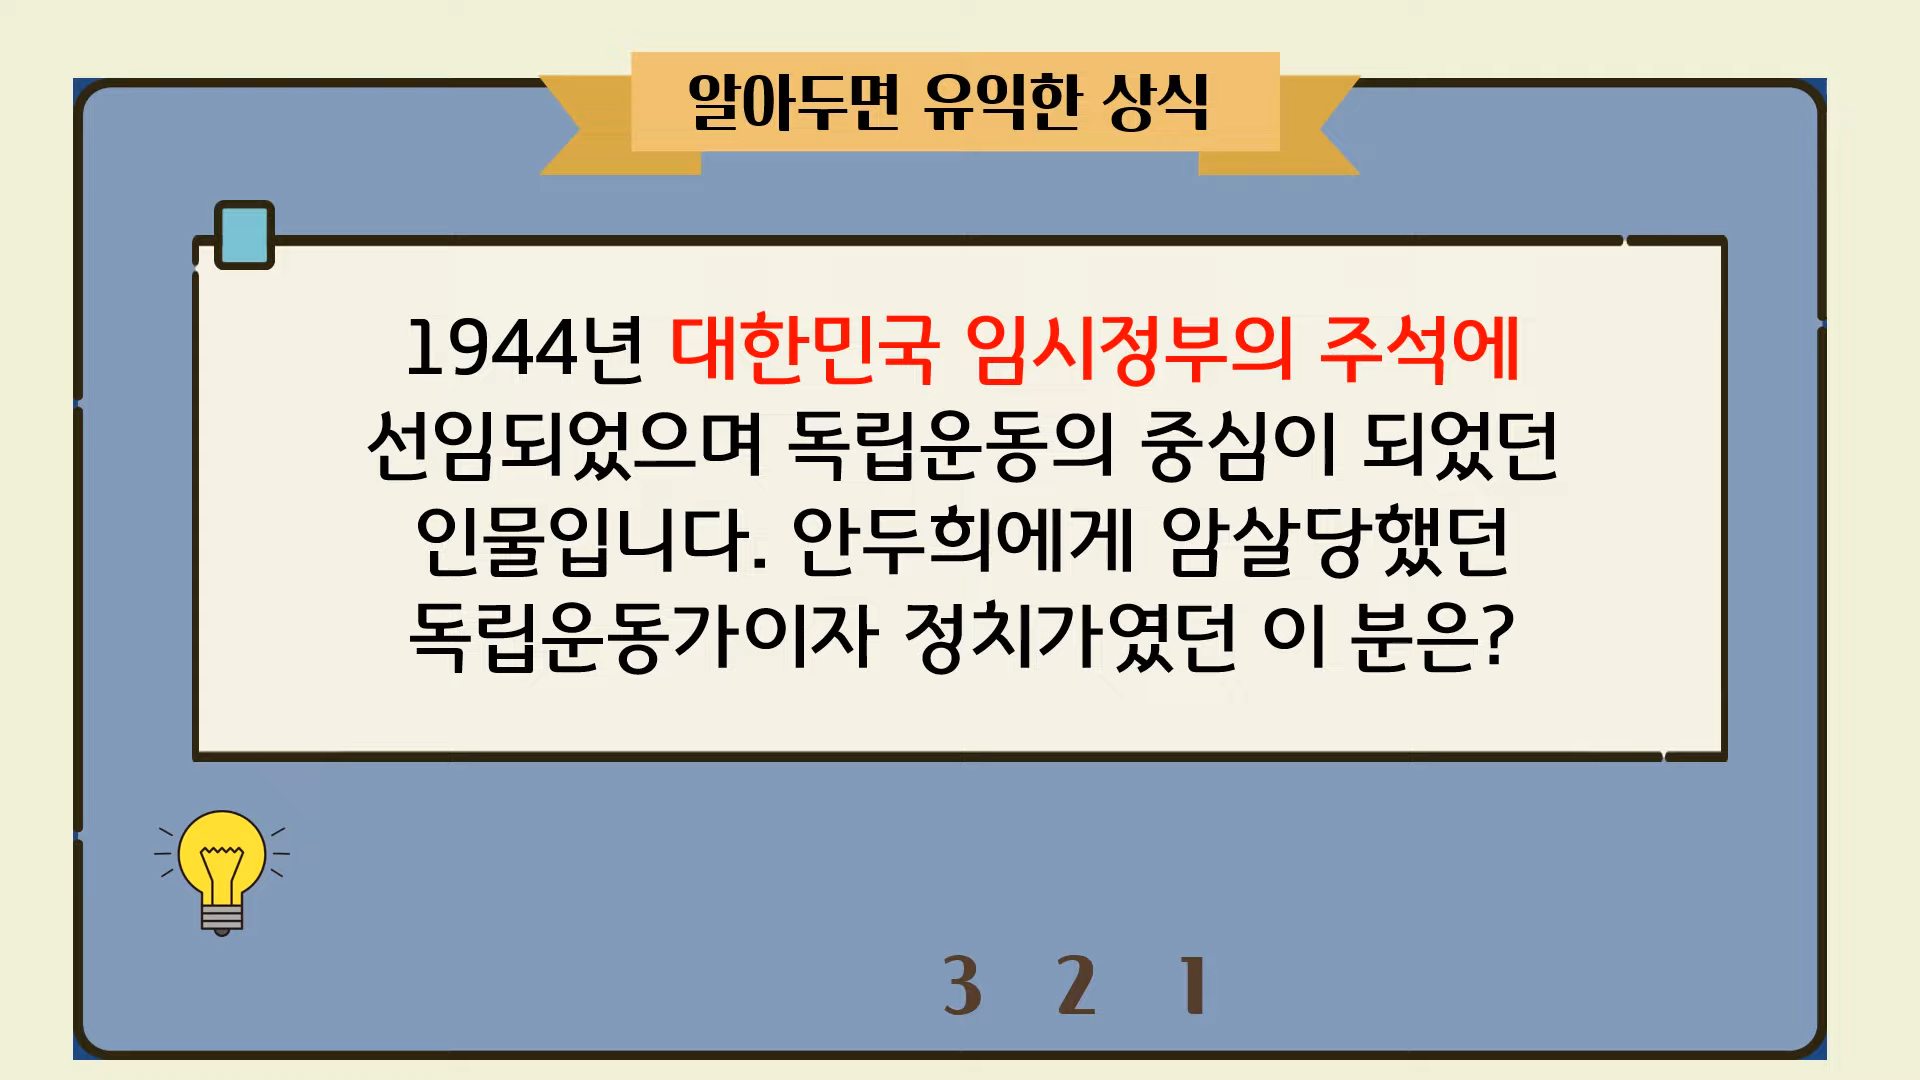 알아두면 유익한 상식
1944년 대한민국 임시정부의 주석에
선임되었으며 독립운동의 중심이 되었던
인물입니다. 안두희에게 암살당했던
독립운동가이자 정치가였던 이 분은?
3 2 1